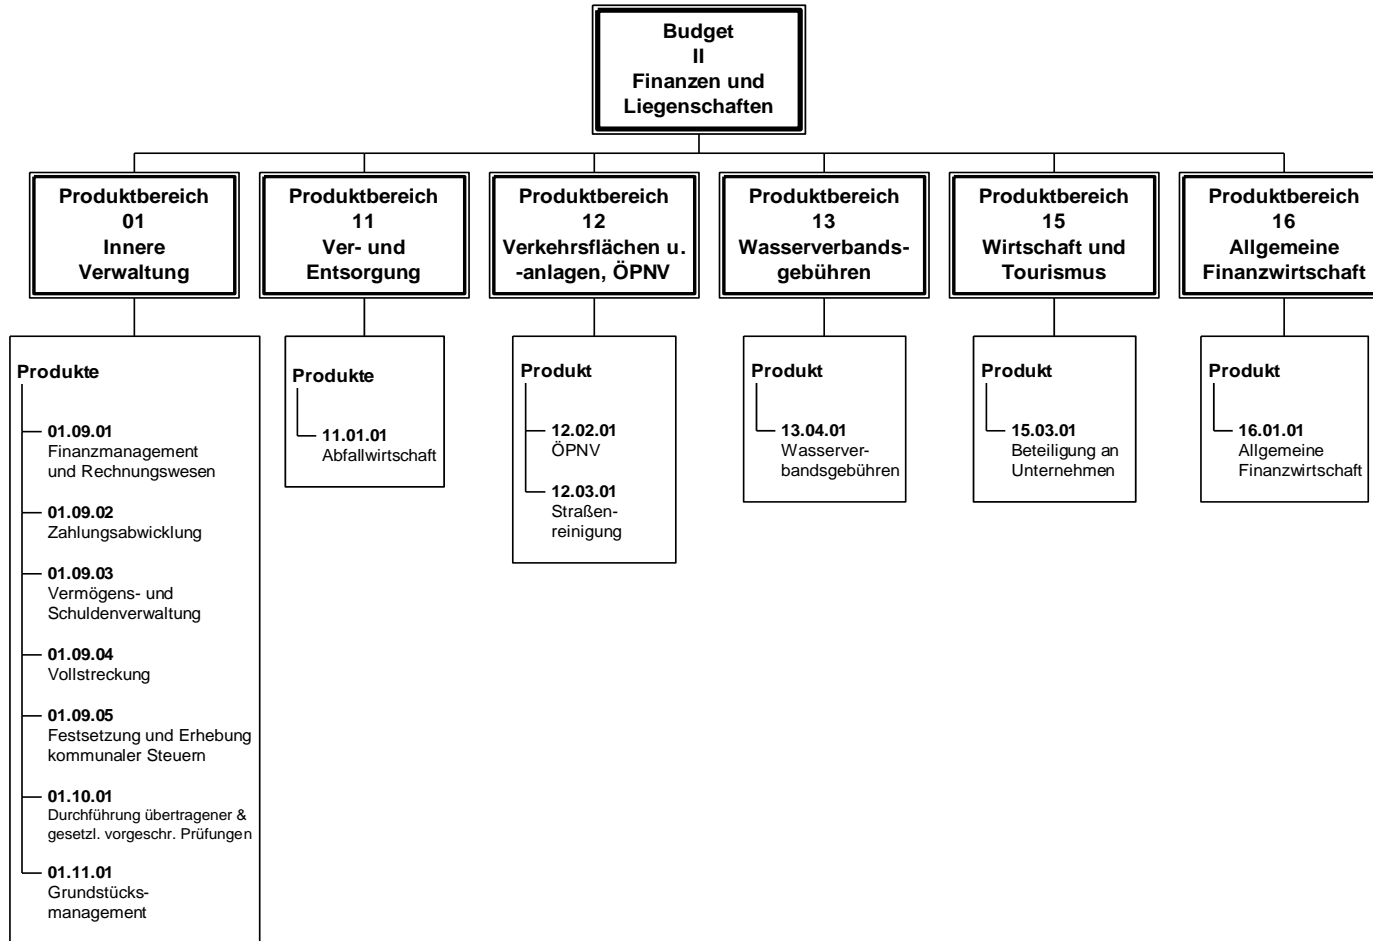 Budget
II
Finanzen und
Liegenschaften
Produktbereich
01
Innere
Verwaltung
Produktbereich
11
Ver- und
Entsorgung
Produktbereich
12
Verkehrsflächen u.
-anlagen, ÖPNV
Produktbereich
13
Wasserverbands-
gebühren
Produktbereich
15
Wirtschaft und
Tourismus
Produktbereich
16
Allgemeine
Finanzwirtschaft
Produkte
01.09.01
Finanzmanagement
und Rechnungswesen
01.09.02
Zahlungsabwicklung
01.09.03
Vermögens- und
Schuldenverwaltung
01.09.04
Vollstreckung
01.09.05
Festsetzung und Erhebung
kommunaler Steuern
01.10.01
Durchführung übertragener &
gesetzl. vorgeschr. Prüfungen
01.11.01
Grundstücks-
management
Produkte
11.01.01
Abfallwirtschaft
Produkt
12.02.01
ÖPNV
12.03.01
Straßen-
reinigung
Produkt
13.04.01
Wasserver-
bandsgebühren
Produkt
15.03.01
Beteiligung an
Unternehmen
Produkt
16.01.01
Allgemeine
Finanzwirtschaft